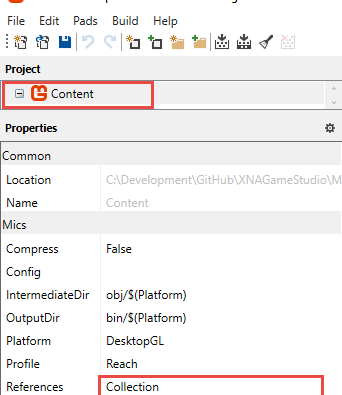 File Edit Pads Build Help
Project
Content
Properties
Common
Location C:\Development\GitHub\XNAGameStudio\M
Name Content
Mics
Compress False
Config
IntermediateDir obj/$(Platform)
OutputDir bin/$(Platform)
Platform DesktopGL
Profile Reach
References Collection